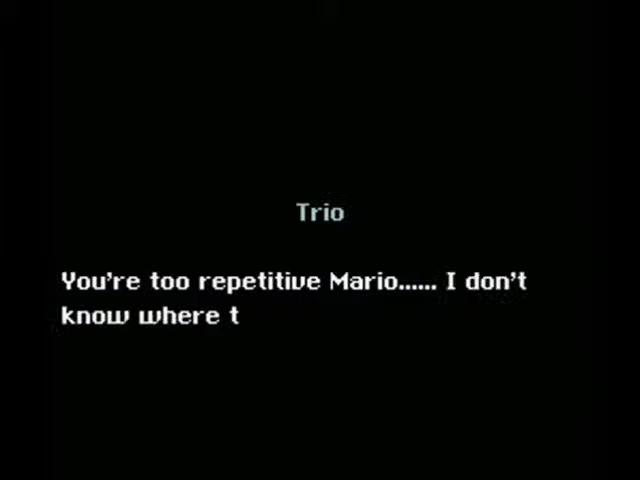 Trio
You're too repetitive Mario...... I don't
know where t